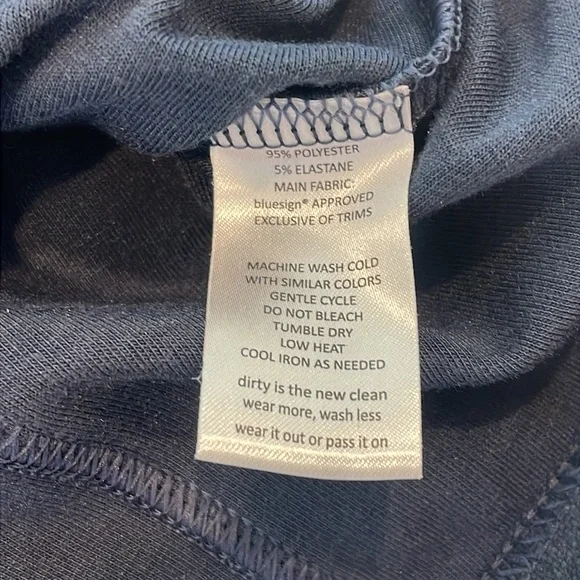 95% POLYESTER
5% ELASTANE
MAIN FABRIC:
bluesign® APPROVED
EXCLUSIVE OF TRIMS
MACHINE WASH COLD
WITH SIMILAR COLORS
GENTLE CYCLE
DO NOT BLEACH
TUMBLE DRY
LOW HEAT
COOL IRON AS NEEDED
dirty is the new clean
wear more, wash less
wear it out or pass it on